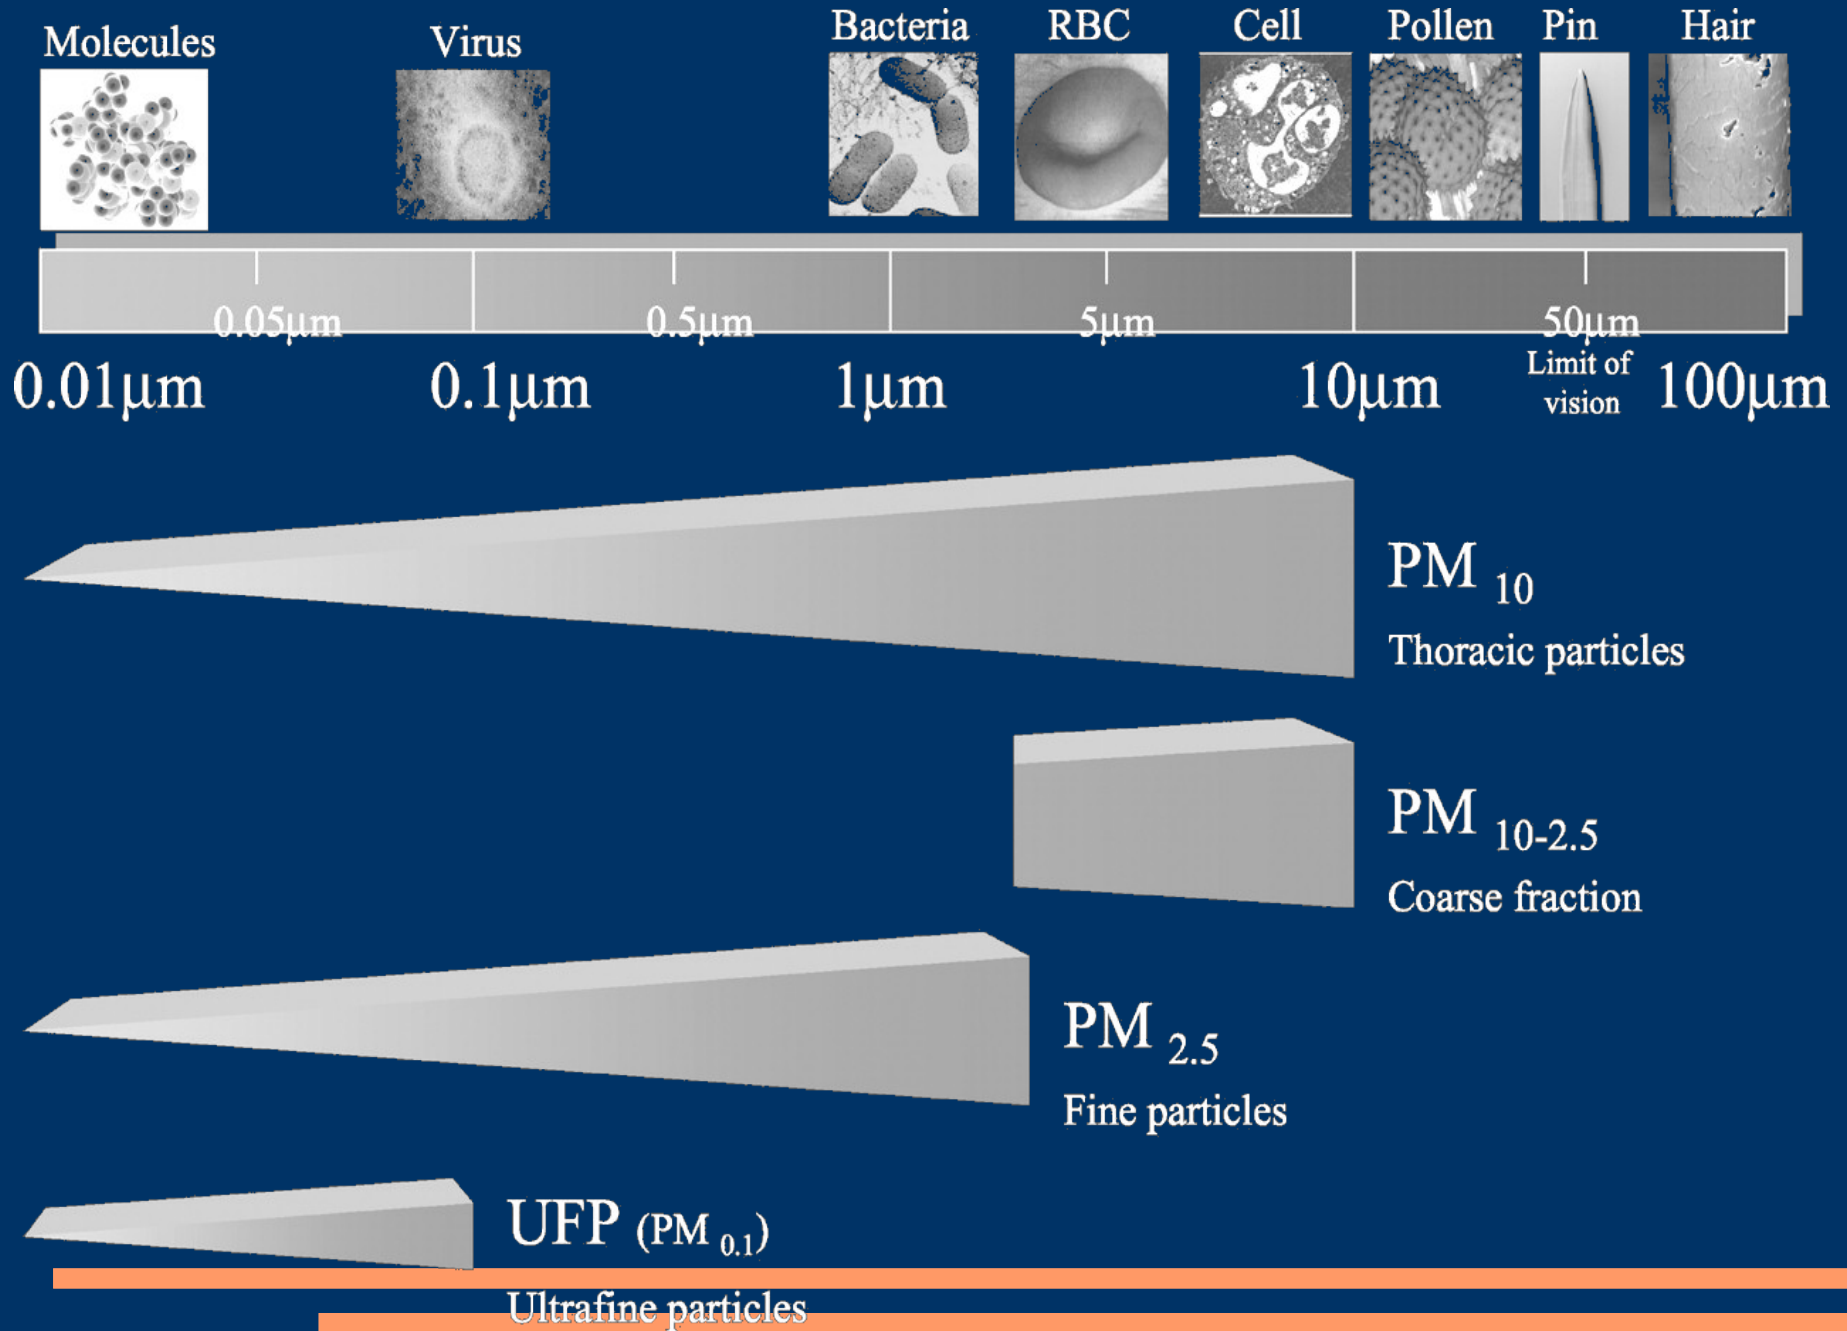 Molecules
Virus
Bacteria
RBC
Cell
Pollen
Pin
Hair
0.05μm
0.5μm
5μm
50μm
0.01μm
0.1μm
1μm
10μm
Limit of
vision
100μm
PM 10
Thoracic particles
PM 10-2.5
Coarse fraction
PM 2.5
Fine particles
UFP (PM 0.1)
Ultrafine particles